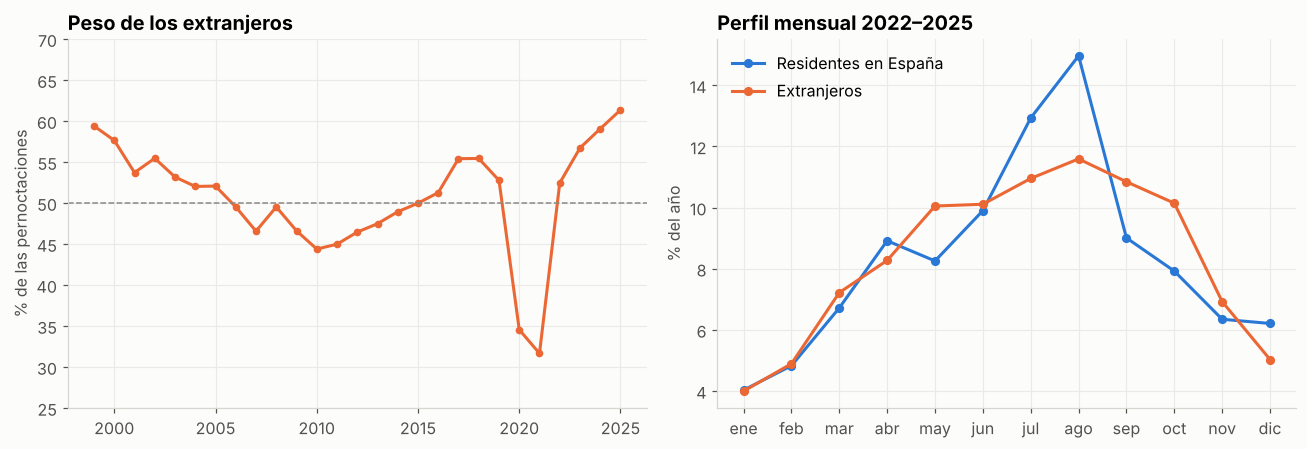 Peso de los extranjeros
% de las pernoctaciones
70
65
60
55
50
45
40
35
30
25
2000 2005 2010 2015 2020 2025
Perfil mensual 2022–2025
Residentes en España
Extranjeros
% del año
14
12
10
8
6
4
ene feb mar abr may jun jul ago sep oct nov dic